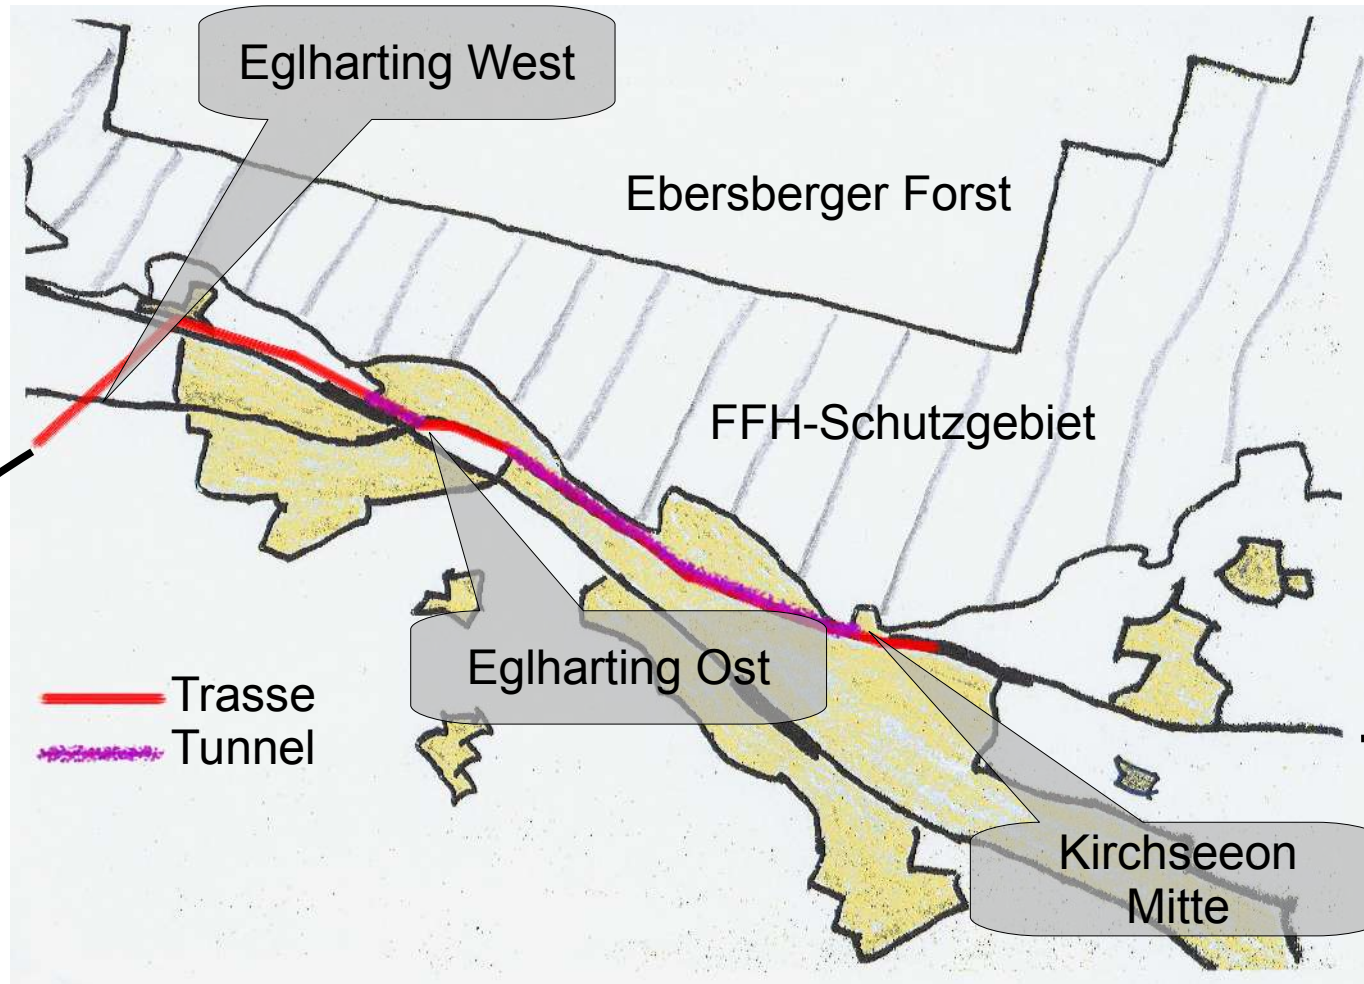 Eglharting West
Ebersberger Forst
FFH-Schutzgebiet
Eglharting Ost
Trasse
Tunnel
Kirchseeon
Mitte